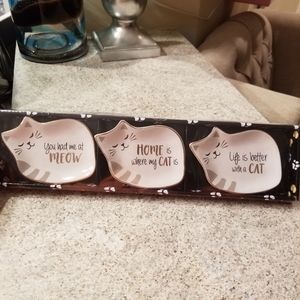 You had me at
MEOW
HOME is
where my CAT is
Life is better
with a CAT